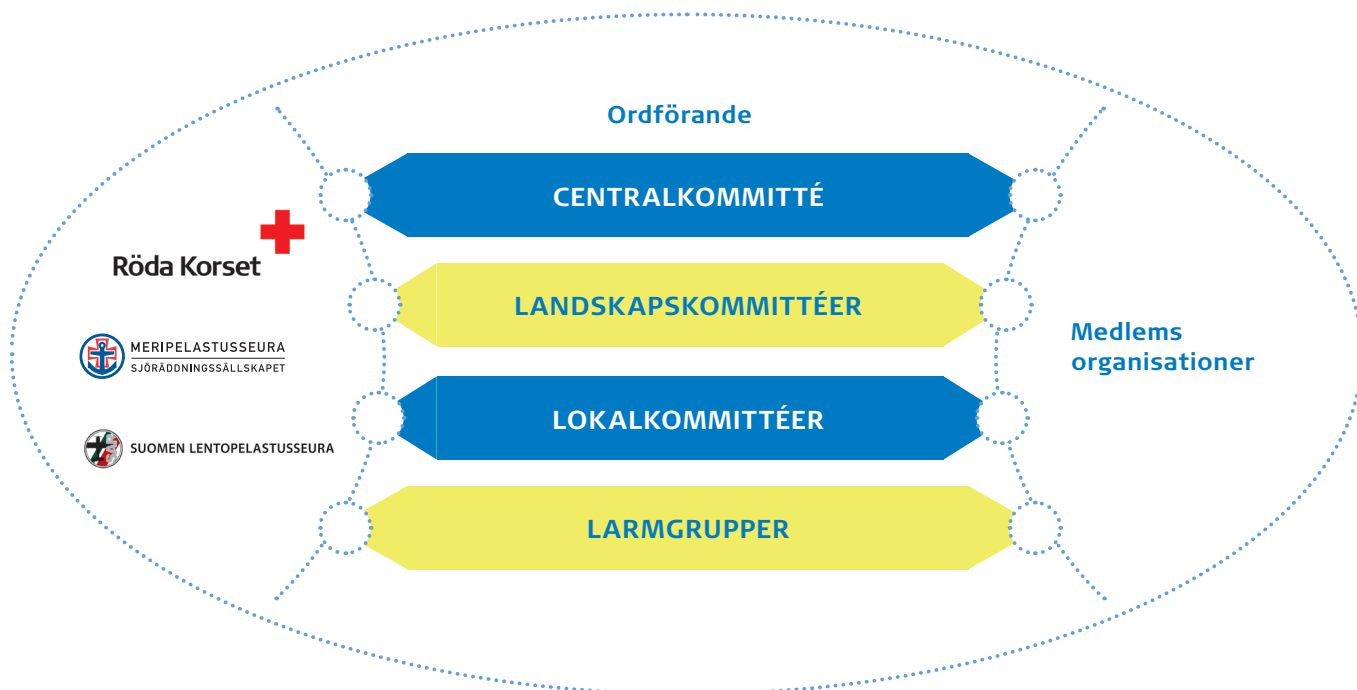 Ordförande
CENTRALKOMMITTÉ
Röda Korset
LANDSKAPSKOMMITTÉER
MERIPELASTUSSEURA
SJÖRÄDDNINGSSÄLLSKAPET
Medlems
organisationer
LOKALKOMMITTÉER
SUOMEN LENTOPELASTUSSEURA
LARMGRUPPER